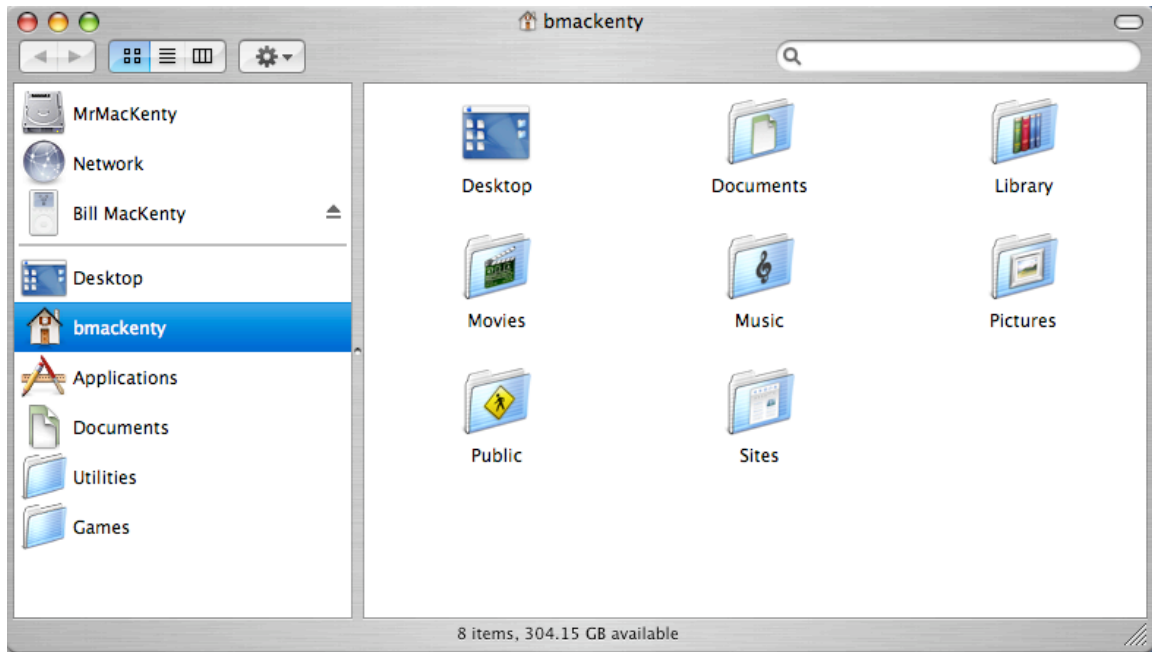 bmackenty
MrMacKenty
Network
Bill MacKenty
Desktop
bmackenty
Applications
Documents
Utilities
Games
Desktop Documents Library
Movies Music Pictures
Public Sites
8 items, 304.15 GB available